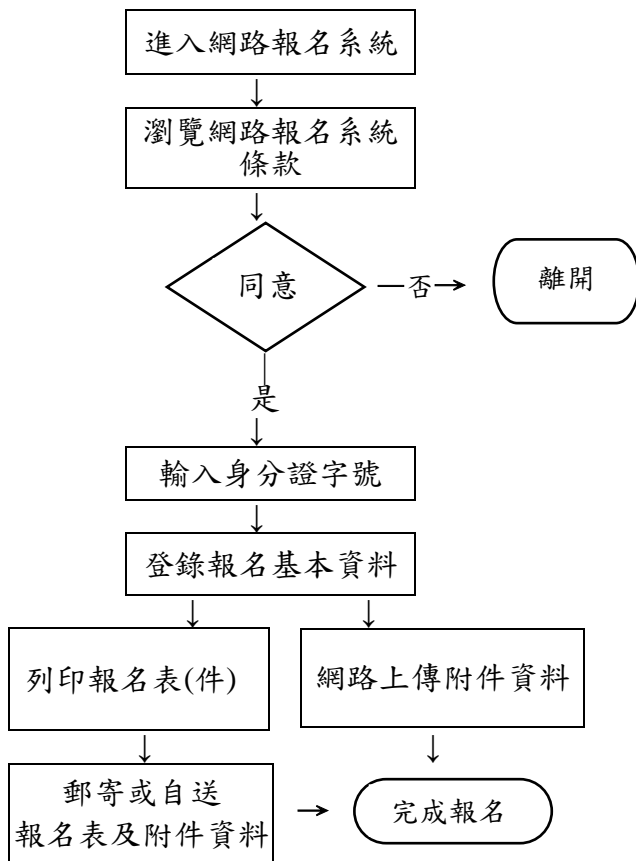 進入網路報名系統
瀏覽網路報名系統
條款
同意
否
離開
是
輸入身分證字號
登錄報名基本資料
列印報名表(件)
網路上傳附件資料
郵寄或自送
報名表及附件資料
完成報名